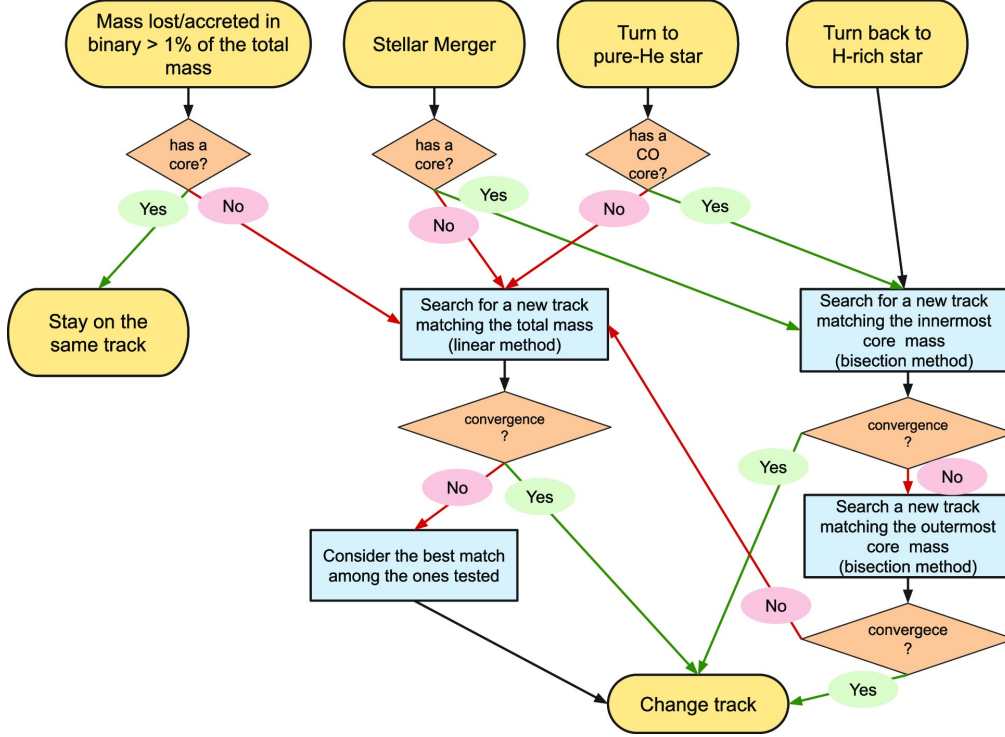 Mass lost/accreted in
binary > 1% of the total
mass
Stellar Merger
Turn to
pure-He star
Turn back to
H-rich star
has a
core?
has a
core?
has a
CO
core?
Yes
No
Yes
No
No
Yes
Stay on the
same track
Search for a new track
matching the total mass
(linear method)
Search for a new track
matching the innermost
core mass
(bisection method)
convergence
?
convergence
?
No
Yes
Yes
No
Consider the best match
among the ones tested
Search a new track
matching the outermost
core mass
(bisection method)
No
convergece
?
Yes
Change track